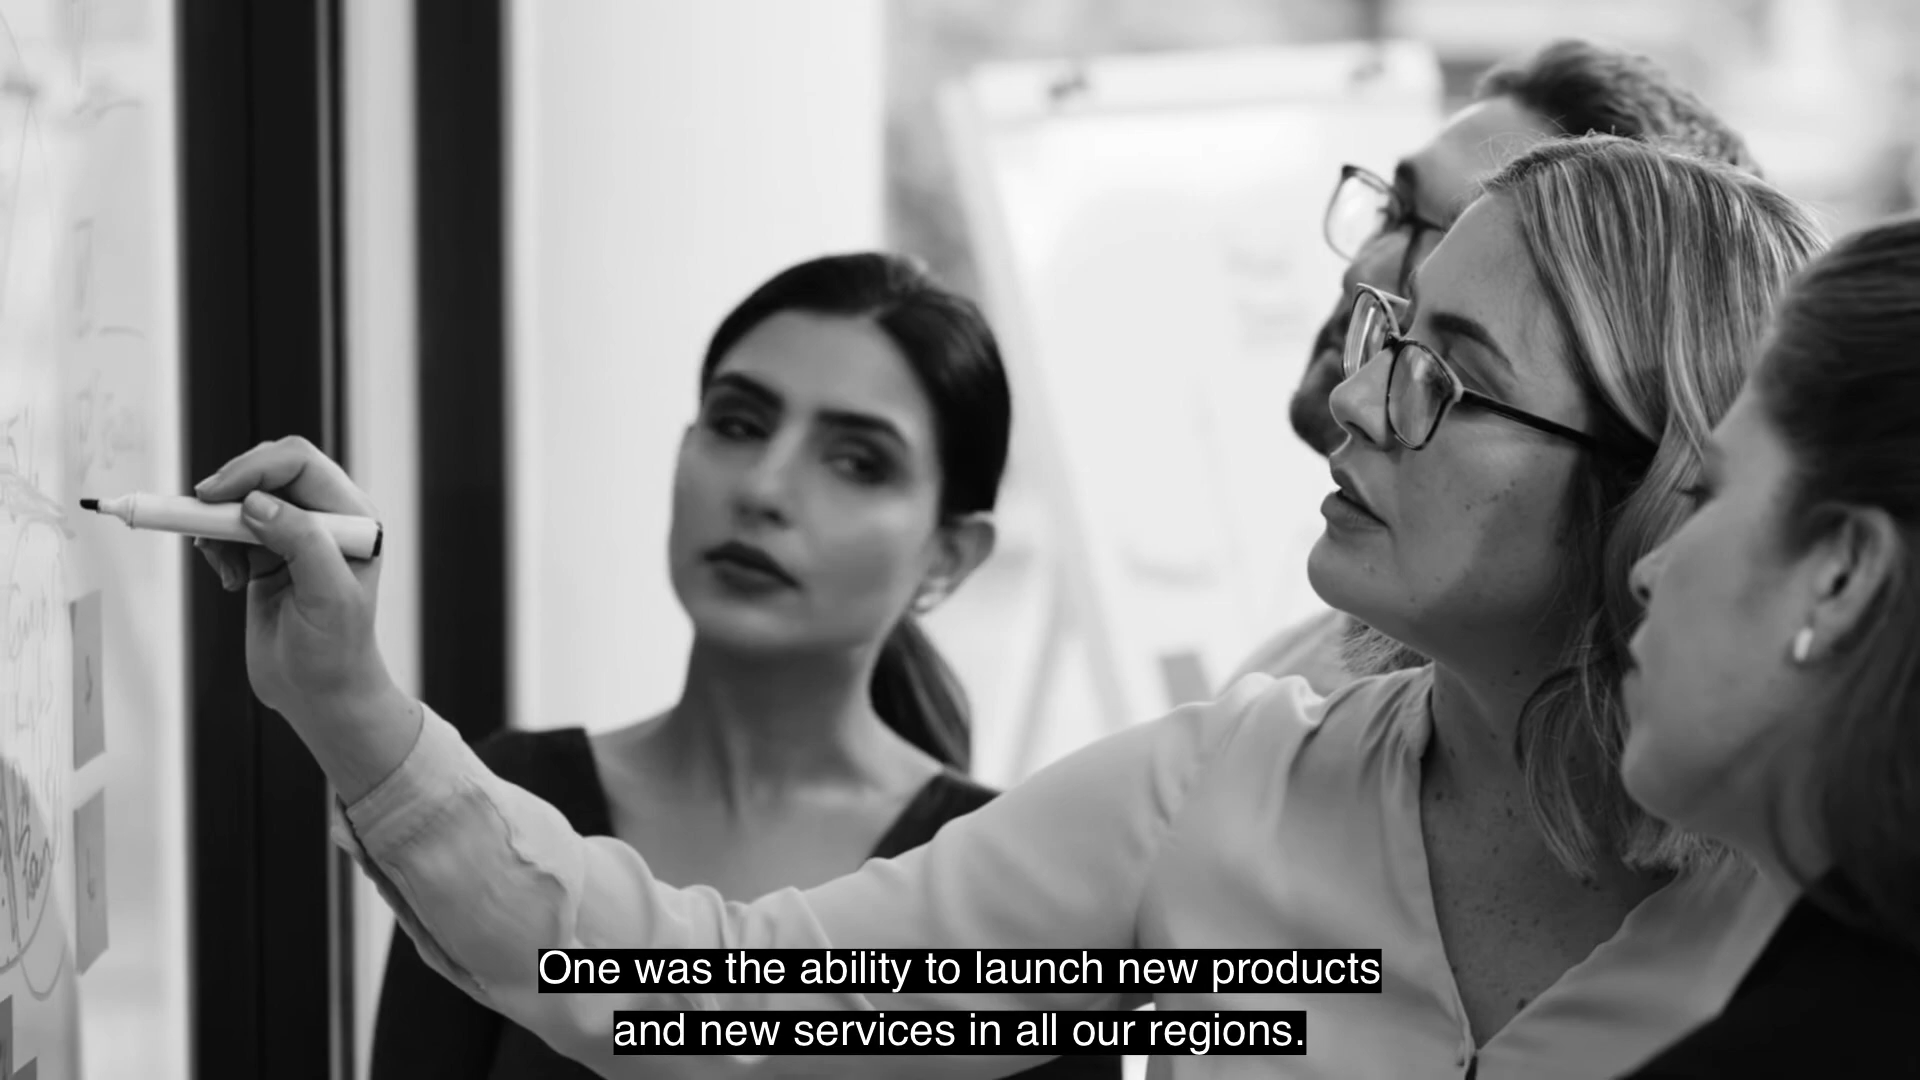 One was the ability to launch new products
and new services in all our regions.